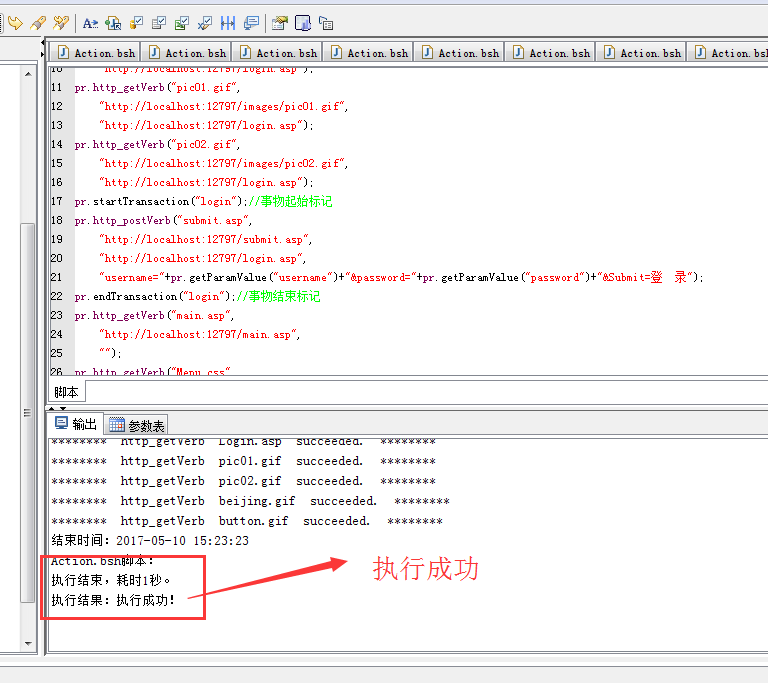 Action.bsh Action.bsh Action.bsh Action.bsh Action.bsh Action.bsh Action.bsh Action.bsh
10 "http://localhost:12797/login.asp");
11 pr.http_getVerb("pic01.gif",
12 "http://localhost:12797/images/pic01.gif",
13 "http://localhost:12797/login.asp");
14 pr.http_getVerb("pic02.gif",
15 "http://localhost:12797/images/pic02.gif",
16 "http://localhost:12797/login.asp");
17 pr.startTransaction("login");//事物起始标记
18 pr.http_postVerb("submit.asp",
19 "http://localhost:12797/submit.asp",
20 "http://localhost:12797/login.asp",
21 "username="+pr.getParamValue("username")+"&password="+pr.getParamValue("password")+"&Submit=登　录");
22 pr.endTransaction("login");//事物结束标记
23 pr.http_getVerb("main.asp",
24 "http://localhost:12797/main.asp",
25 "");
26 pr.http_getVerb("Menu.css"
脚本
输出 参数表
******** http_getVerb Login.asp succeeded. ********
******** http_getVerb pic01.gif succeeded. ********
******** http_getVerb pic02.gif succeeded. ********
******** http_getVerb beijing.gif succeeded. ********
******** http_getVerb button.gif succeeded. ********
结束时间：2017-05-10 15:23:23
Action.bsh脚本：
执行结束，耗时1秒。
执行结果：执行成功！
执行成功